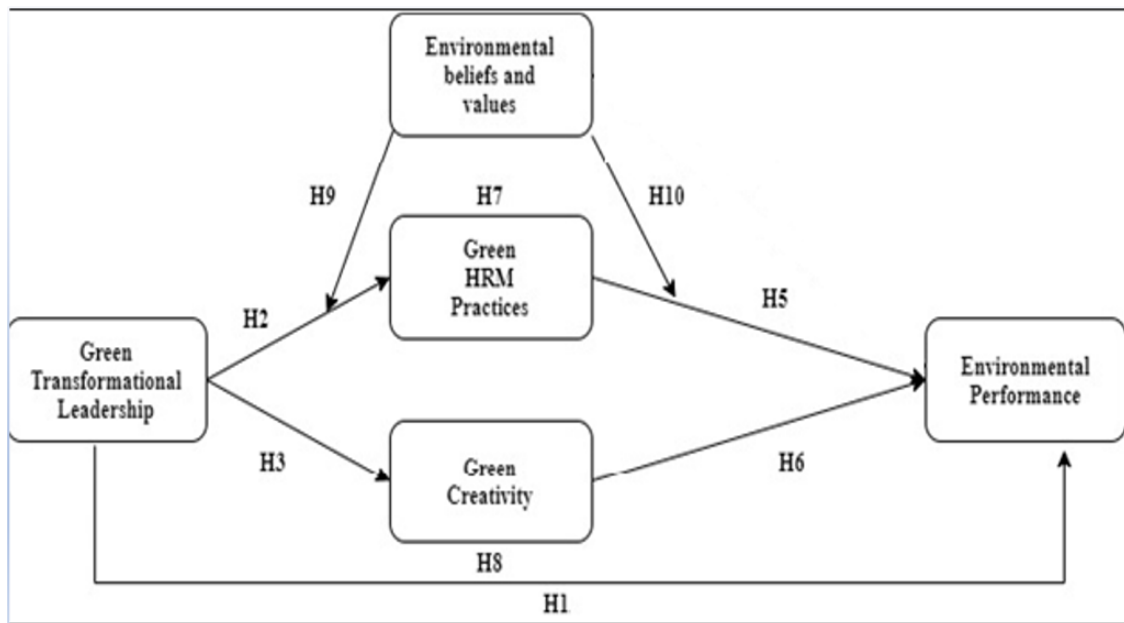 Environmental
beliefs and
values
H9
H7
H10
Green
HRM
Practices
H2
H5
Green
Transformational
Leadership
Environmental
Performance
H3
Green
Creativity
H6
H8
H1